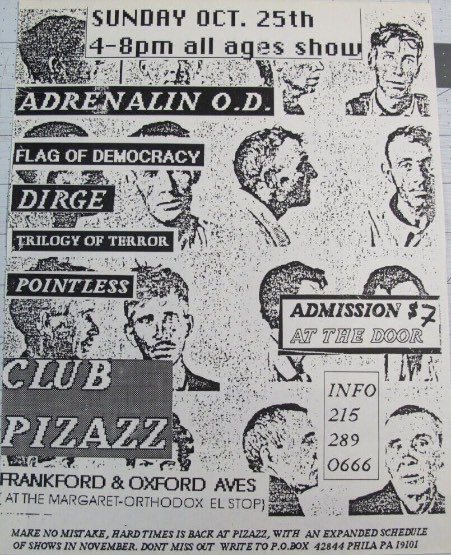 SUNDAY OCT. 25th
4-8pm all ages show
ADRENALIN O.D.
FLAG OF DEMOCRACY
DIRGE
TRILOGY OF TERROR
POINTLESS
ADMISSION $7
AT THE DOOR
CLUB
PIZAZZ
INFO
215
289
0666
FRANKFORD & OXFORD AVES
( AT THE MARGARET-ORTHODOX EL STOP)
MAKE NO MISTAKE, HARD TIMES IS BACK AT PIZAZZ, WITH AN EXPANDED SCHEDULE
OF SHOWS IN NOVEMBER. DONT MISS OUT WRITE TO P.O.BOX 42844 PHILA PA 19101